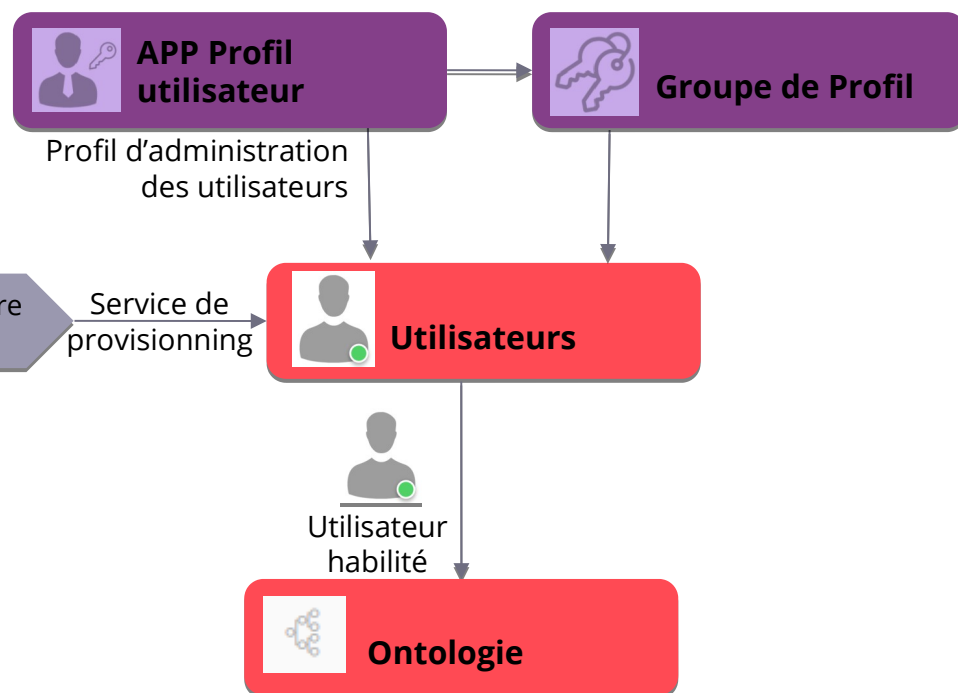 APP Profil
utilisateur
Groupe de Profil
Profil d’administration
des utilisateurs
re
Service de
provisionning
Utilisateurs
Utilisateur
habilité
Ontologie